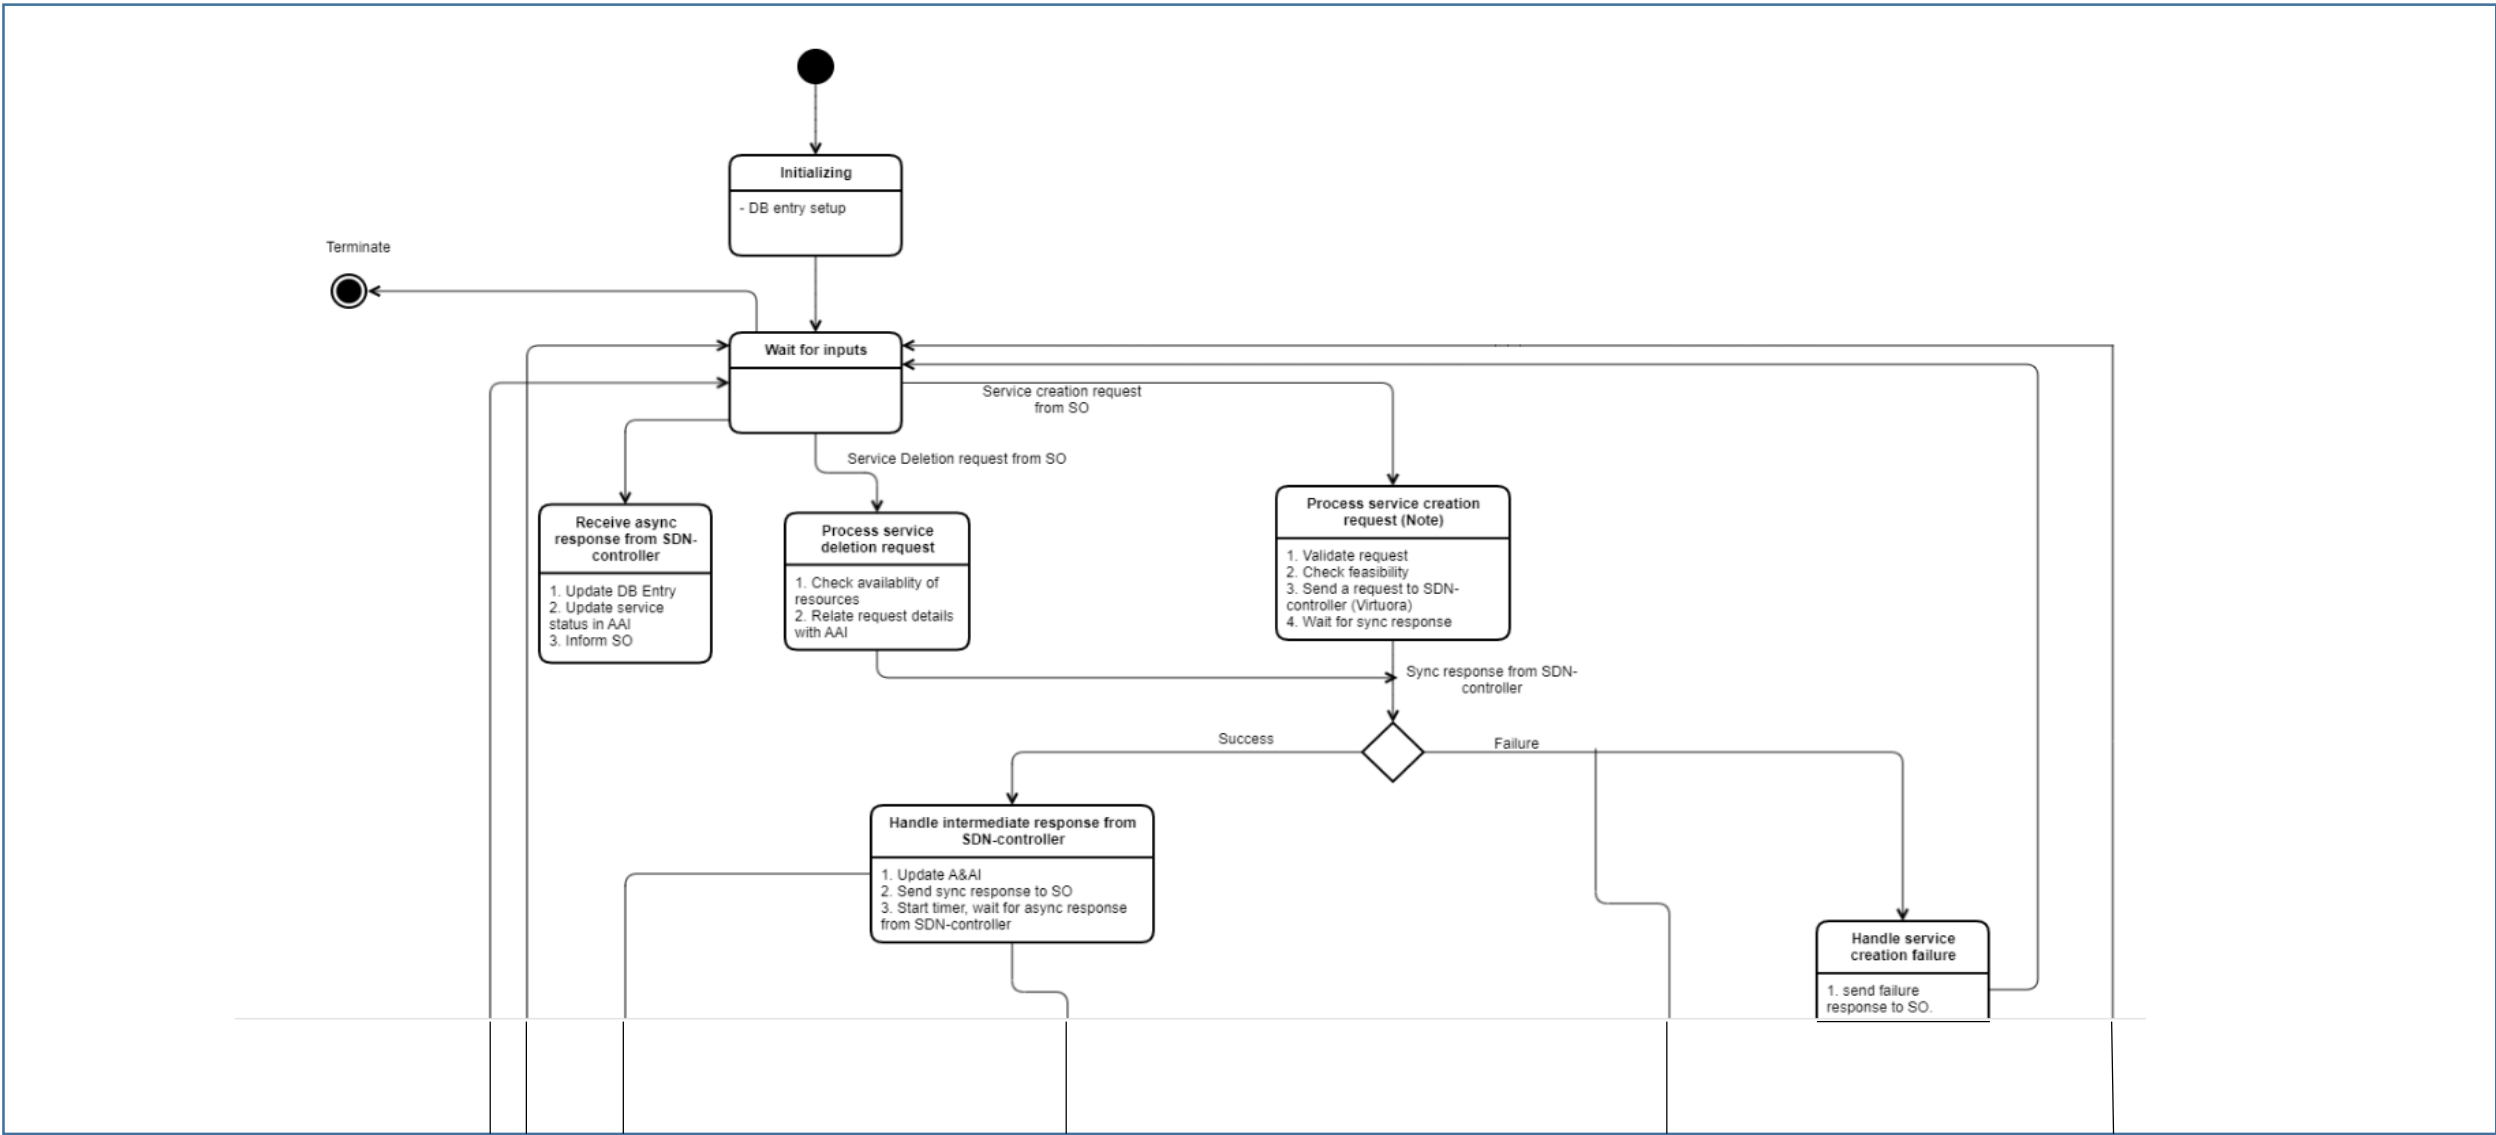 Initializing
- DB entry setup
Terminate
Wait for inputs
Service creation request
from SO
Service Deletion request from SO
Process service creation
request (Note)
1. Validate request
2. Check feasibility
3. Send a request to SDN-
controller (Virtuora)
4. Wait for sync response
Receive async
response from SDN-
controller
1. Update DB Entry
2. Update service
status in AAI
3. Inform SO
Process service
deletion request
1. Check availablity of
resources
2. Relate request details
with AAI
Sync response from SDN-
controller
Success
Failure
Handle intermediate response from
SDN-controller
1. Update A&AI
2. Send sync response to SO
3. Start timer, wait for async response
from SDN-controller
Handle service
creation failure
1. send failure
response to SO.